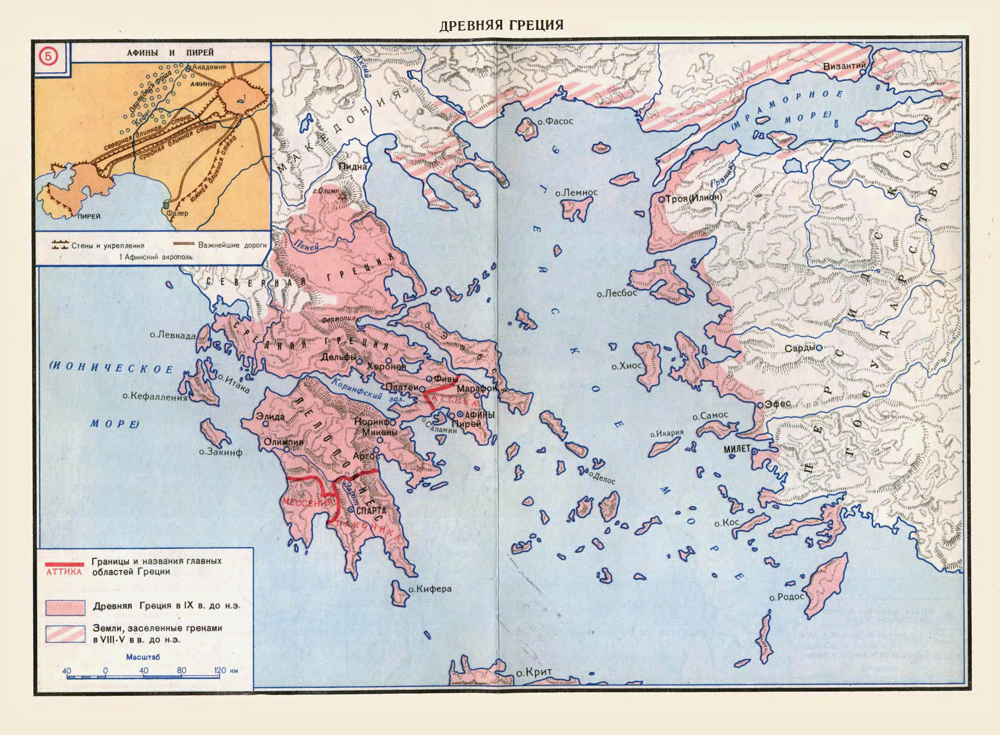 ДРЕВНЯЯ ГРЕЦИЯ
5
АФИНЫ И ПИРЕЙ
Академия
АФИНЫ
Оливковая роща
Кефис
1
северная длинная стена
средняя длинная стена
южная длинная стена
Фалер
ПИРЕЙ
Стены и укрепления
Важнейшие дороги
1 Афинский акрополь
Аксий
МАКЕДОНИЯ
Византий
(МРАМОРНОЕ
МОРЕ)
о.Фасос
Пидна
г.Олимп
Граник
о.Лемнос
Троя(Илион)
Пеней
СЕВЕРНАЯ ГРЕЦИЯ
ЭГЕЙСКОЕ МОРЕ
ПЕРСИДСКОЕ
ГОСУДАРСТВО
о.Лесбос
Фермопилы
о.Левкада
СРЕДНЯЯ ГРЕЦИЯ
о.Эвбея
Дельфы
Херонея
Сарды
(ИОНИЧЕСКОЕ
МОРЕ)
о.Итака
о.Хиос
Фивы
Платеи
Марафон
Коринфский зал.
АТТИКА
о.Кефалления
Эфес
АФИНЫ
Пирей
о.Саламин
Элида
Коринф
Микены
о.Самос
о.Икария
Олимпия
о.Закинф
Аргос
МИЛЕТ
ПЕЛОПОННЕС
о.Делос
Эврот
МЕССЕНИЯ
СПАРТА
ЛАКОНИКА
о.Кос
о.Кифера
о.Родос
о.Крит
АТТИКА
Границы и названия главных
областей Греции
Древняя Греция в IX в. до н.э.
Земли, заселенные греками
в VIII-V вв. до н.э.
Масштаб
40 0 40 80 120 км